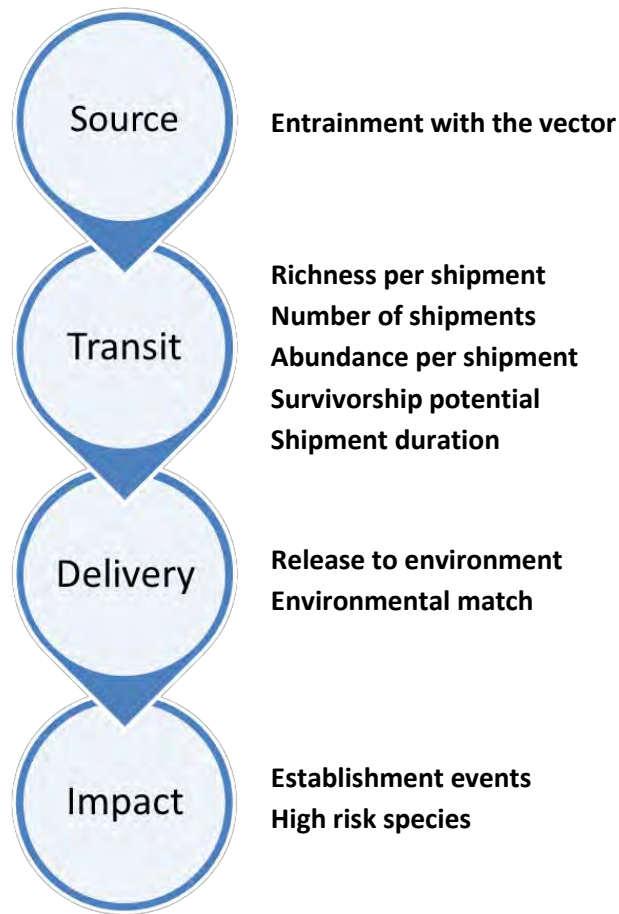 Source
Entrainment with the vector
Transit
Richness per shipment
Number of shipments
Abundance per shipment
Survivorship potential
Shipment duration
Delivery
Release to environment
Environmental match
Impact
Establishment events
High risk species